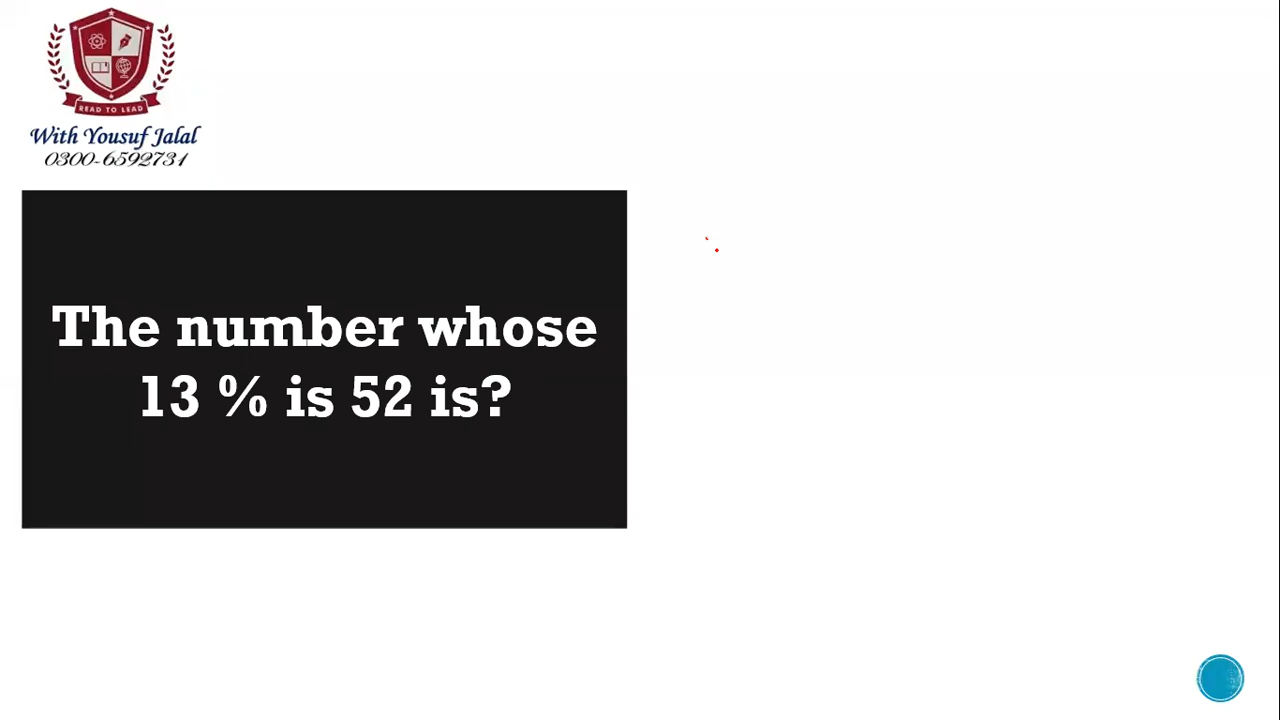 READ TO LEAD
With Yousuf Jalal
0300-6592731
The number whose
13 % is 52 is?